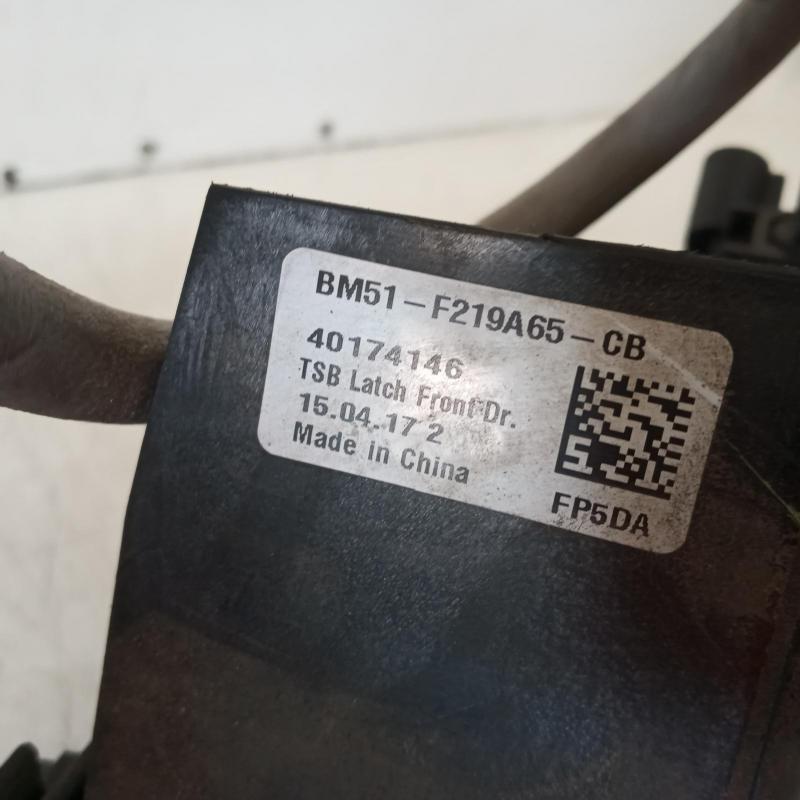 BM51-F219A65-CB
40174146
TSB Latch Front Dr.
15.04.17 2
Made in China
FP5DA